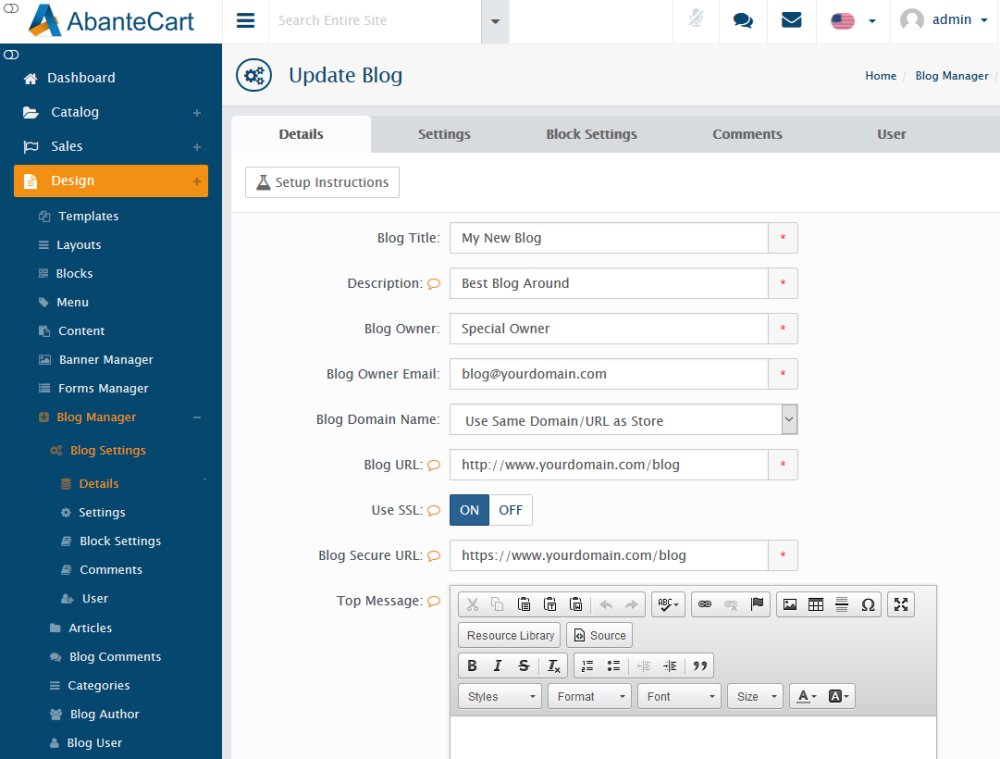 AbanteCart
Search Entire Site
admin
Dashboard
Catalog +
Sales +
Design +
Templates
Layouts
Blocks
Menu
Content
Banner Manager
Forms Manager
Blog Manager −
Blog Settings
Details
Settings
Block Settings
Comments
User
Articles
Blog Comments
Categories
Blog Author
Blog User
Update Blog
Home / Blog Manager /
Details Settings Block Settings Comments User
Setup Instructions
Blog Title: My New Blog *
Description: Best Blog Around *
Blog Owner: Special Owner *
Blog Owner Email: blog@yourdomain.com *
Blog Domain Name: Use Same Domain/URL as Store
Blog URL: http://www.yourdomain.com/blog *
Use SSL: ON OFF
Blog Secure URL: https://www.yourdomain.com/blog *
Top Message:
ABC Ω
Resource Library Source
B I S Tx
Styles Format Font Size A A